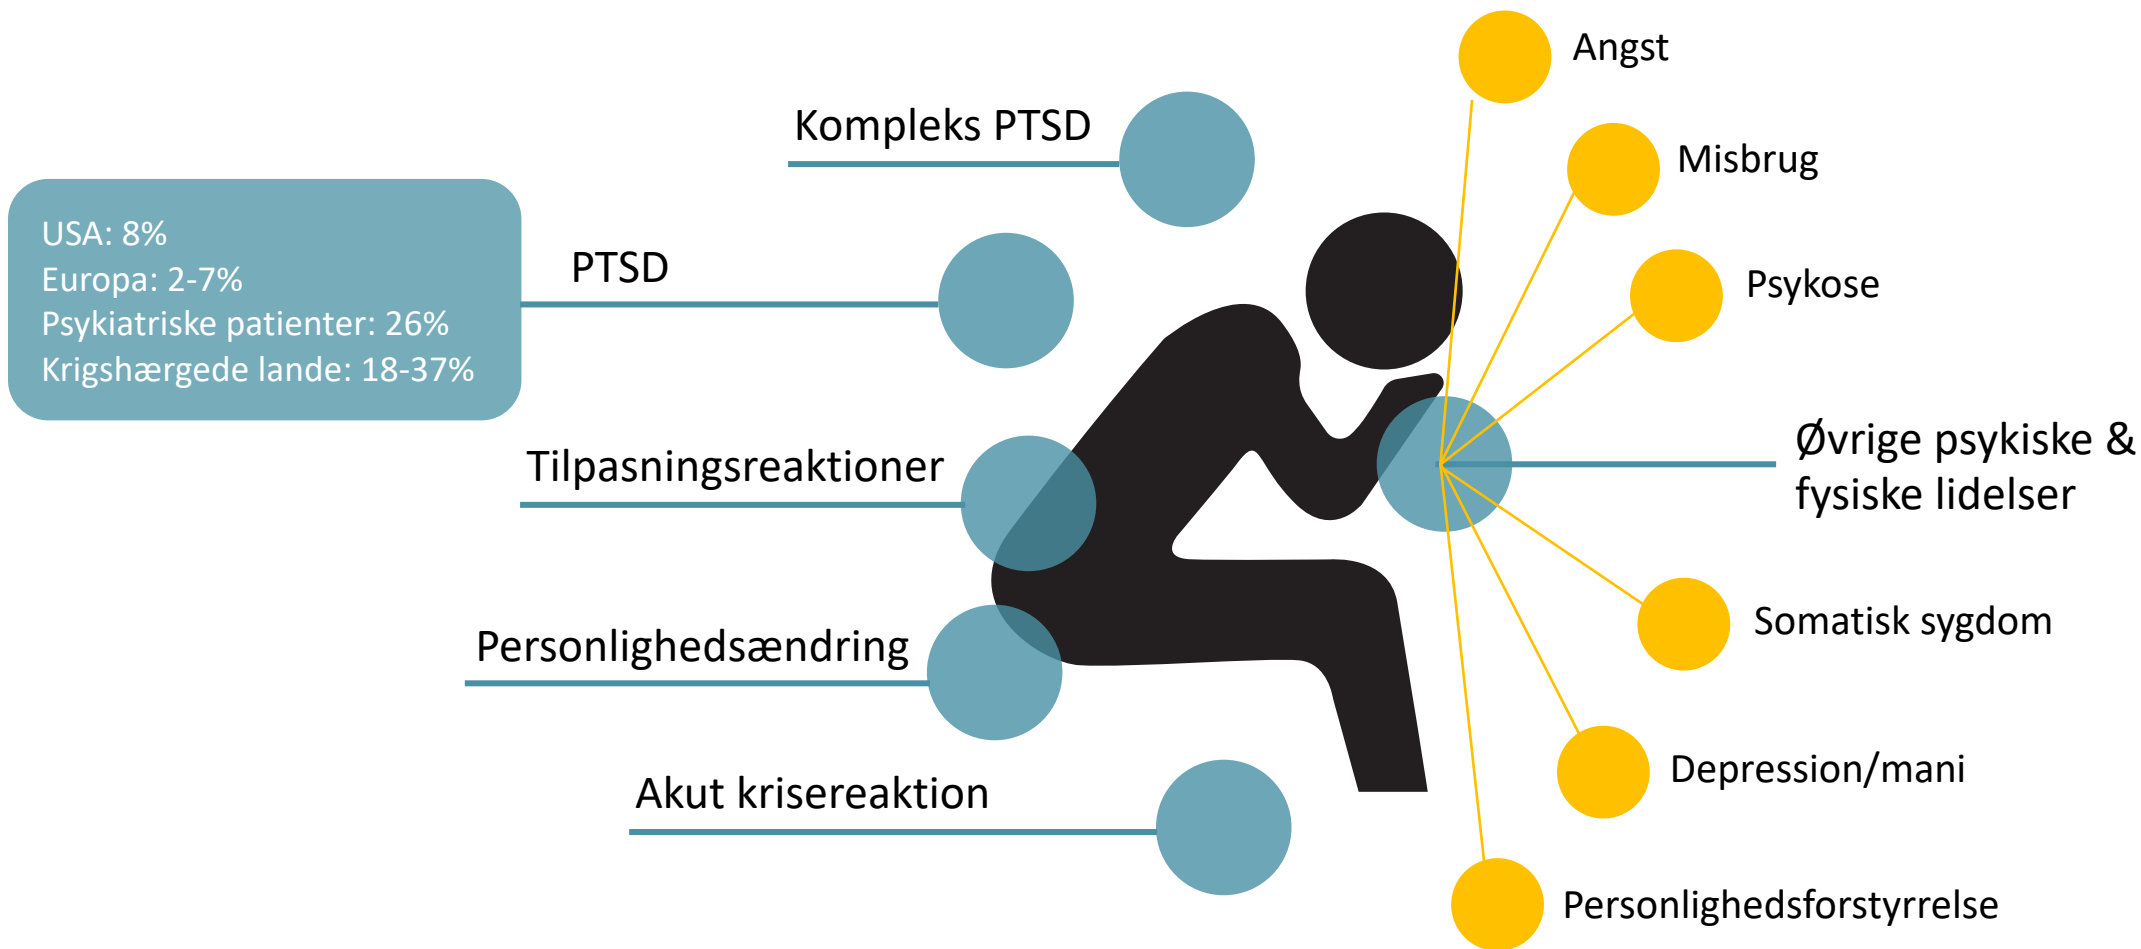 Kompleks PTSD
USA: 8%
Europa: 2-7%
Psykiatriske patienter: 26%
Krigshærgede lande: 18-37%
PTSD
Tilpasningsreaktioner
Personlighedsændring
Akut krisereaktion
Angst
Misbrug
Psykose
Øvrige psykiske &
fysiske lidelser
Somatisk sygdom
Depression/mani
Personlighedsforstyrrelse